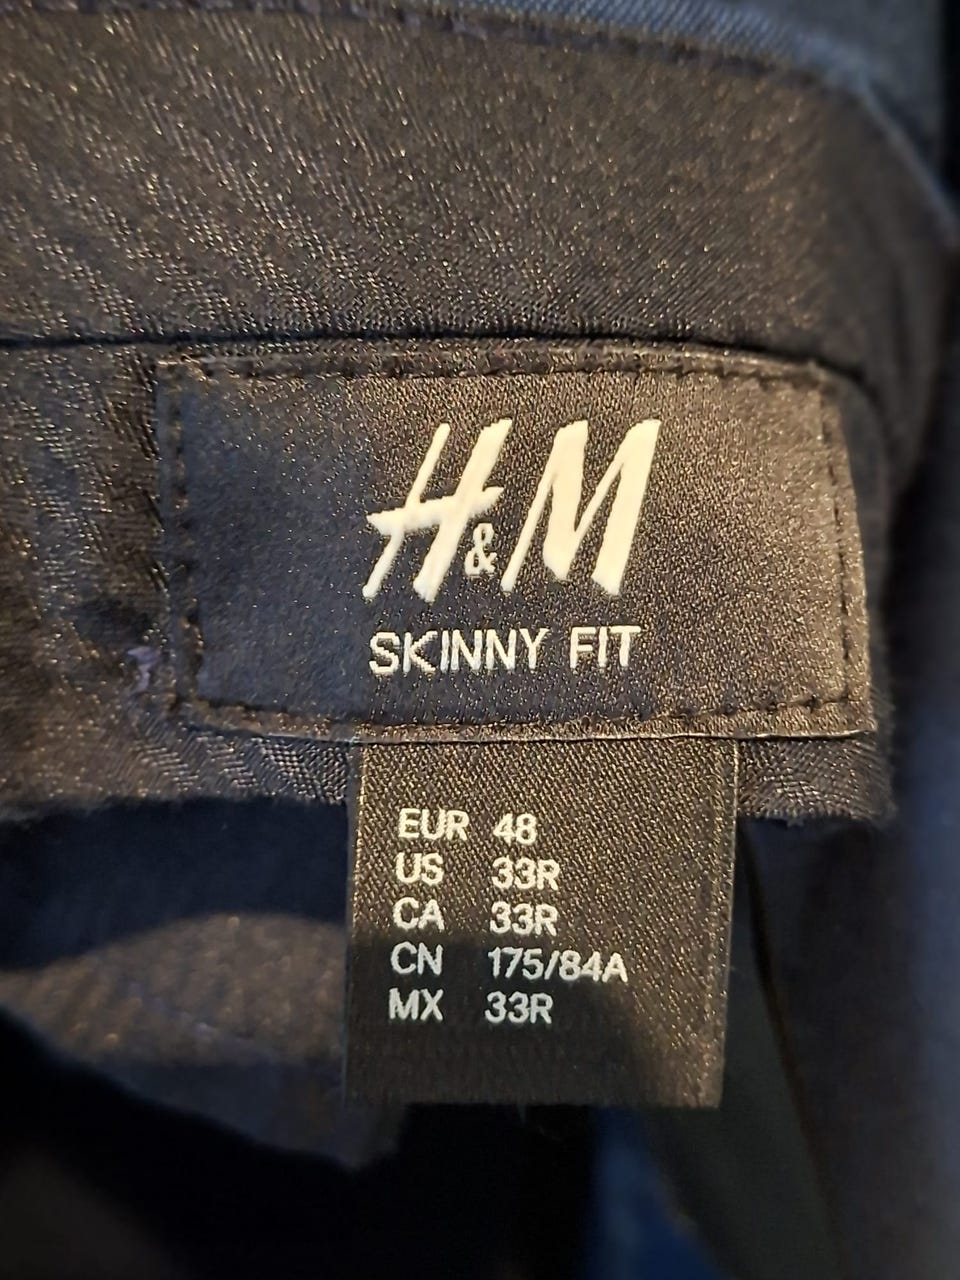 H&M
SKINNY FIT
EUR 48
US 33R
CA 33R
CN 175/84A
MX 33R